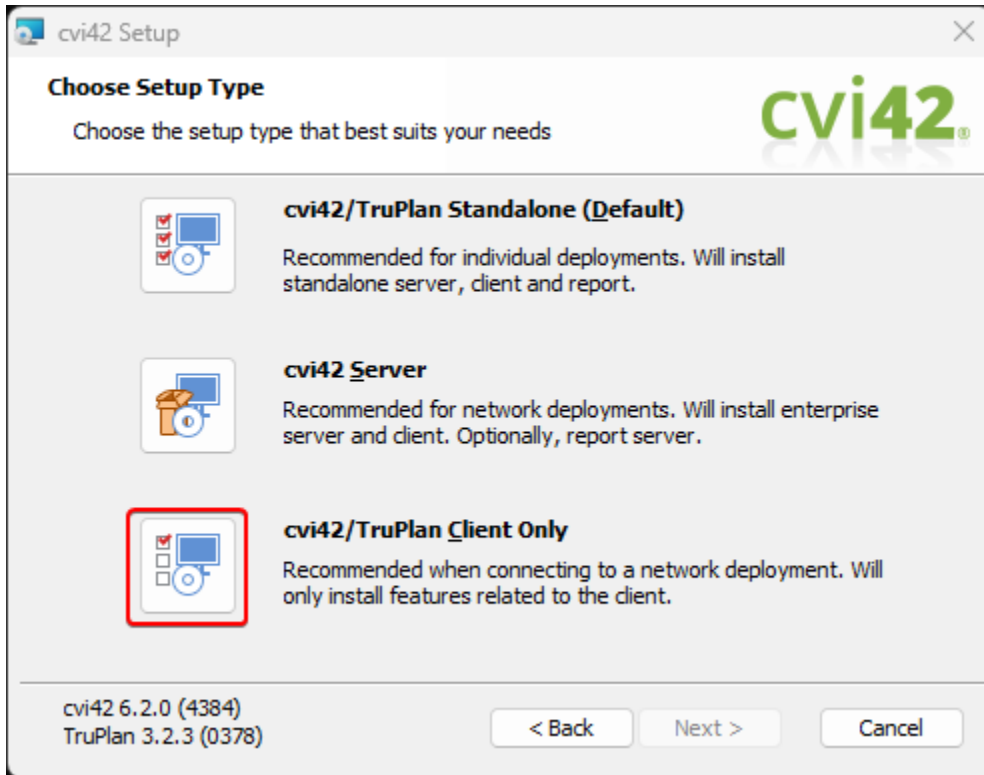 cvi42 Setup
Choose Setup Type
Choose the setup type that best suits your needs
cvi42®
cvi42/TruPlan Standalone (Default)
Recommended for individual deployments. Will install
standalone server, client and report.
cvi42 Server
Recommended for network deployments. Will install enterprise
server and client. Optionally, report server.
cvi42/TruPlan Client Only
Recommended when connecting to a network deployment. Will
only install features related to the client.
cvi42 6.2.0 (4384)
TruPlan 3.2.3 (0378)
< Back
Next >
Cancel